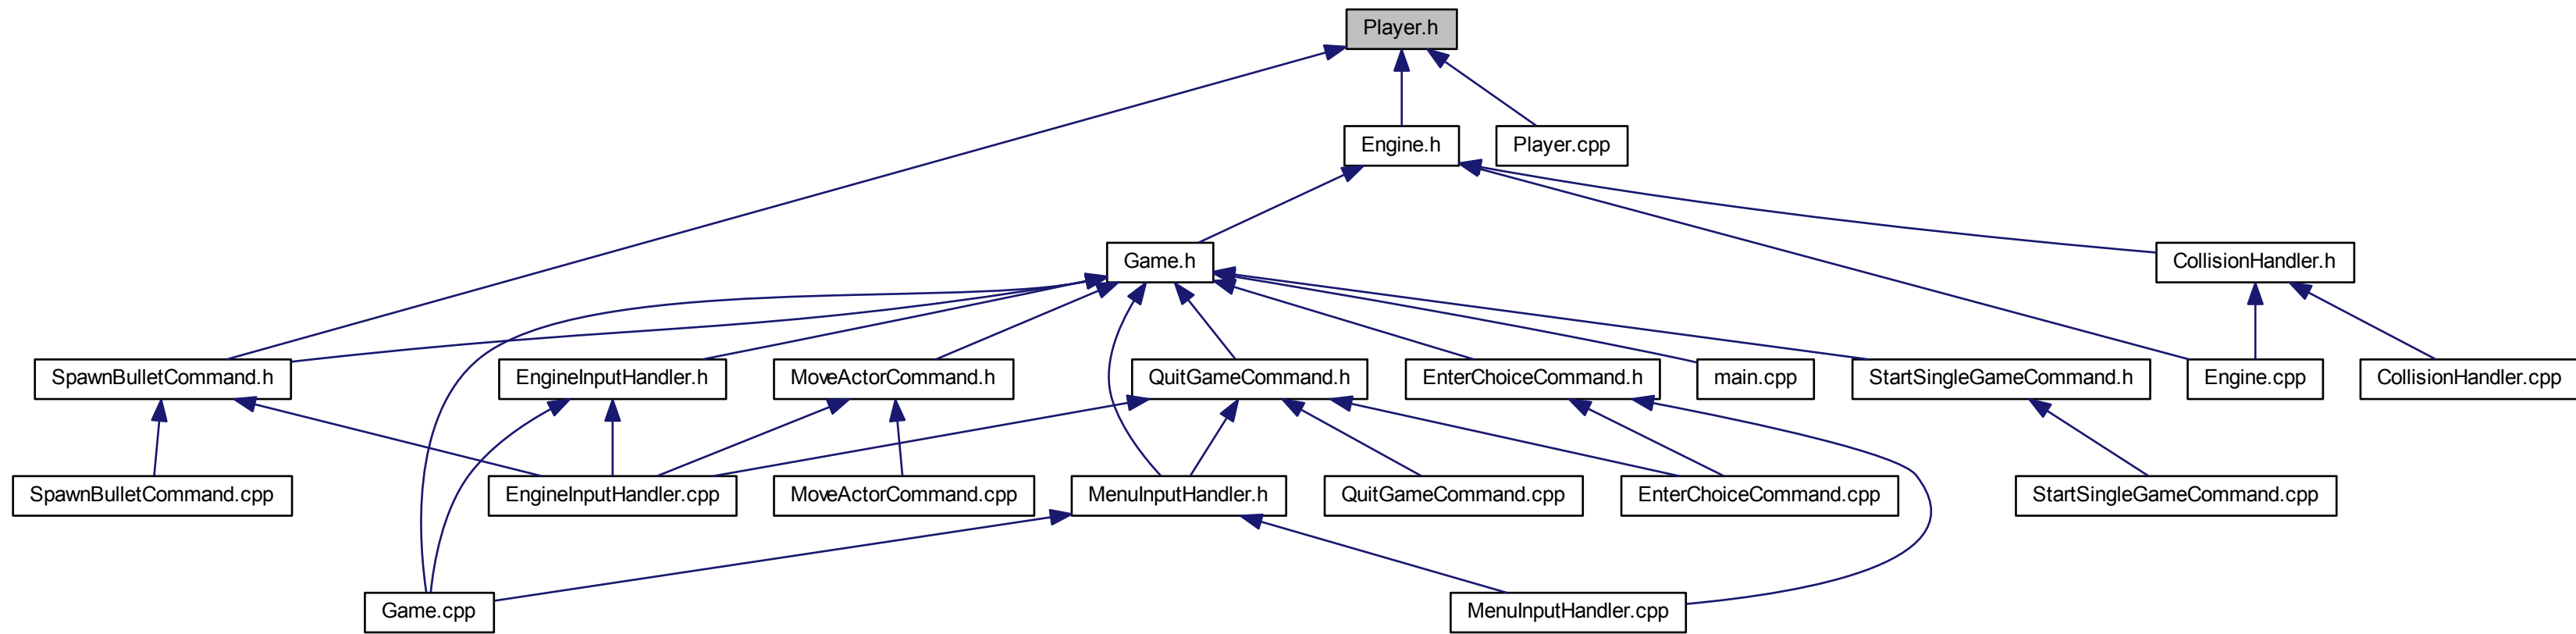 Player.h
Engine.h
Player.cpp
Game.h
CollisionHandler.h
SpawnBulletCommand.h
EngineInputHandler.h
MoveActorCommand.h
QuitGameCommand.h
EnterChoiceCommand.h
main.cpp
StartSingleGameCommand.h
Engine.cpp
CollisionHandler.cpp
SpawnBulletCommand.cpp
EngineInputHandler.cpp
MoveActorCommand.cpp
MenuInputHandler.h
QuitGameCommand.cpp
EnterChoiceCommand.cpp
StartSingleGameCommand.cpp
Game.cpp
MenuInputHandler.cpp